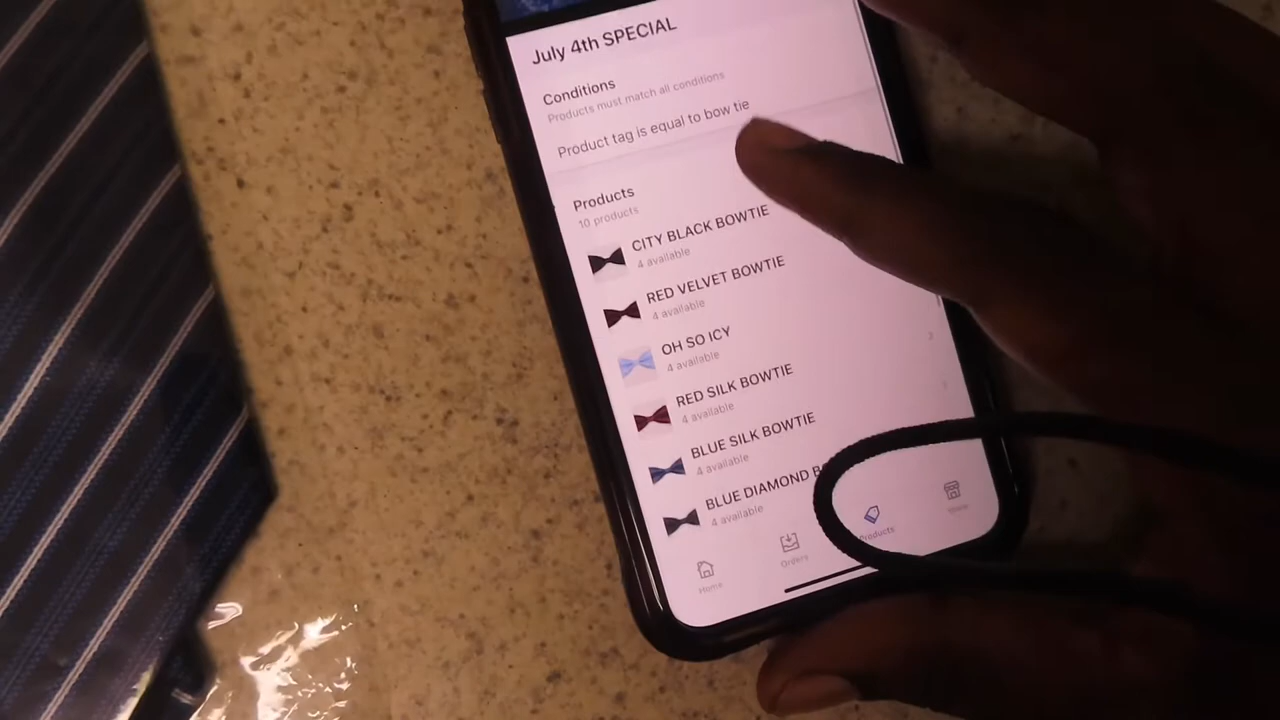 July 4th SPECIAL
Conditions
Products must match all conditions
Product tag is equal to bow tie
Products
10 products
CITY BLACK BOWTIE
4 available
RED VELVET BOWTIE
4 available
OH SO ICY
4 available
RED SILK BOWTIE
4 available
BLUE SILK BOWTIE
4 available
BLUE DIAMOND
4 available
Home
Orders
Products
Store